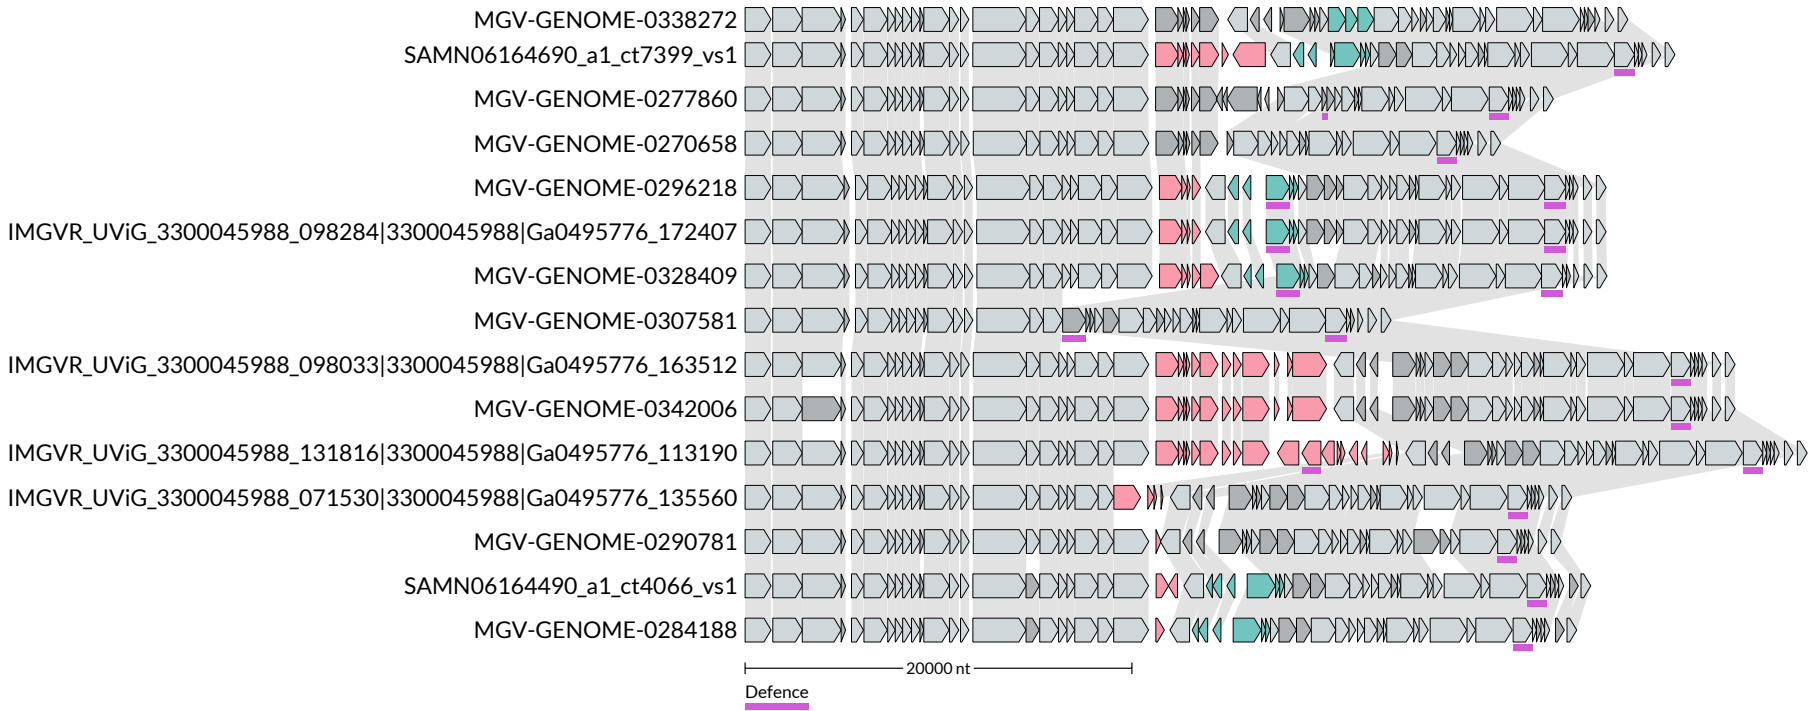 MGV-GENOME-0338272
SAMN06164690_a1_ct7399_vs1
MGV-GENOME-0277860
MGV-GENOME-0270658
MGV-GENOME-0296218
IMGVR_UViG_3300045988_098284|3300045988|Ga0495776_172407
MGV-GENOME-0328409
MGV-GENOME-0307581
IMGVR_UViG_3300045988_098033|3300045988|Ga0495776_163512
MGV-GENOME-0342006
IMGVR_UViG_3300045988_131816|3300045988|Ga0495776_113190
IMGVR_UViG_3300045988_071530|3300045988|Ga0495776_135560
MGV-GENOME-0290781
SAMN06164490_a1_ct4066_vs1
MGV-GENOME-0284188
20000 nt
Defence